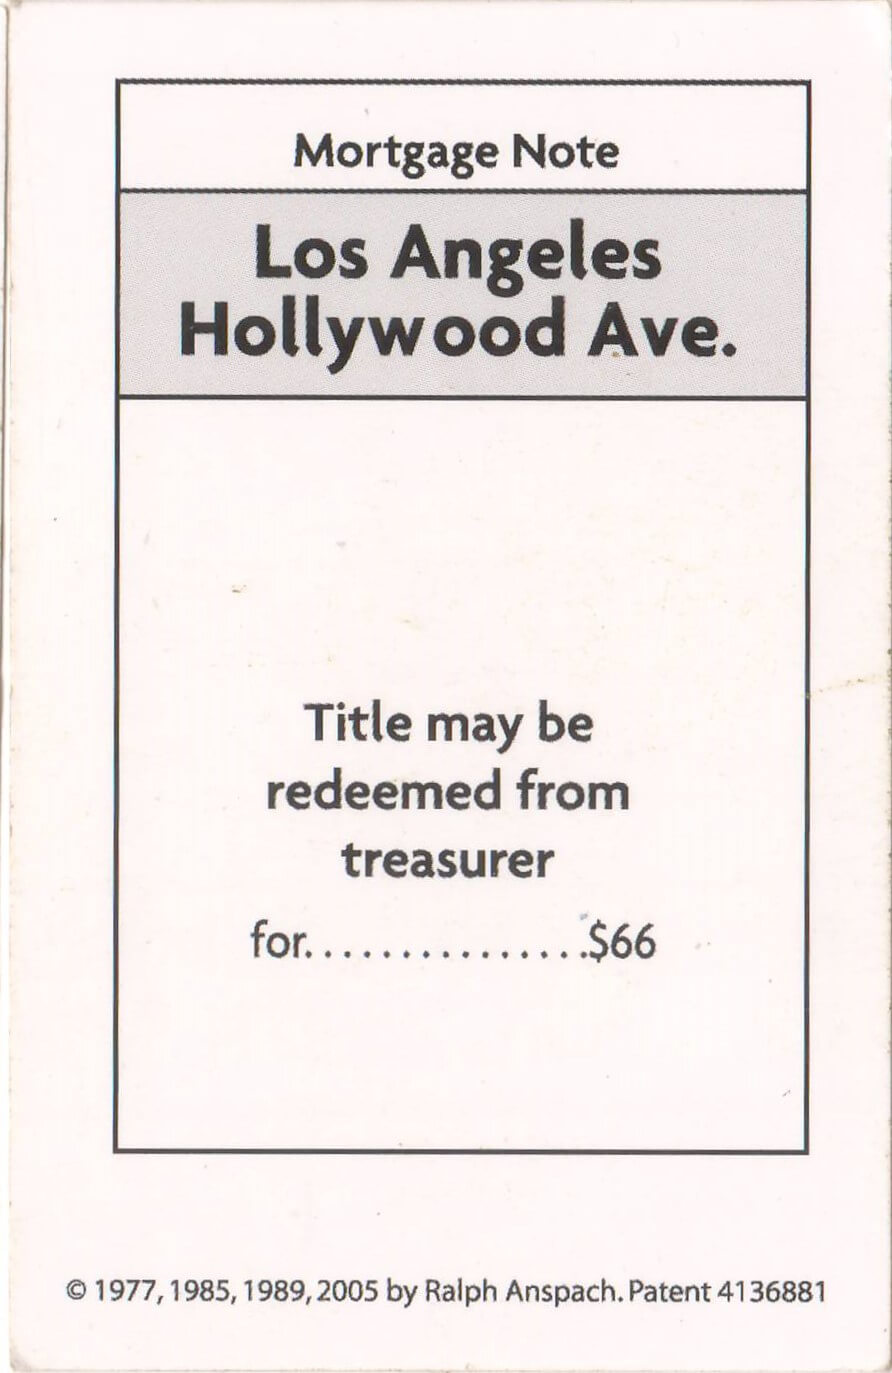 Mortgage Note
Los Angeles
Hollywood Ave.
Title may be
redeemed from
treasurer
for................$66
© 1977, 1985, 1989, 2005 by Ralph Anspach. Patent 4136881